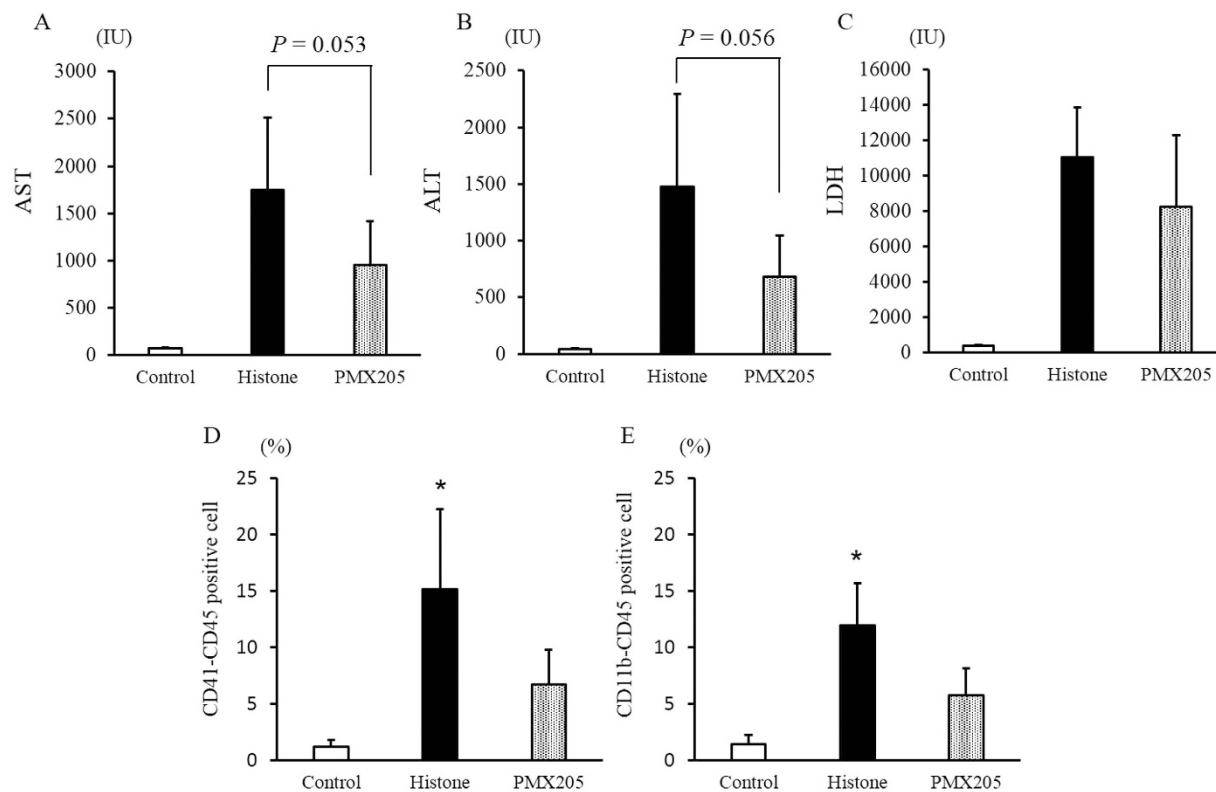 A
(IU)
P = 0.053
AST
3000
2500
2000
1500
1000
500
0
Control Histone PMX205
B
(IU)
P = 0.056
ALT
2500
2000
1500
1000
500
0
Control Histone PMX205
C
(IU)
LDH
16000
14000
12000
10000
8000
6000
4000
2000
0
Control Histone PMX205
D
(%)
CD41-CD45 positive cell
25
20
15
10
5
0
*
Control Histone PMX205
E
(%)
CD11b-CD45 positive cell
25
20
15
10
5
0
*
Control Histone PMX205